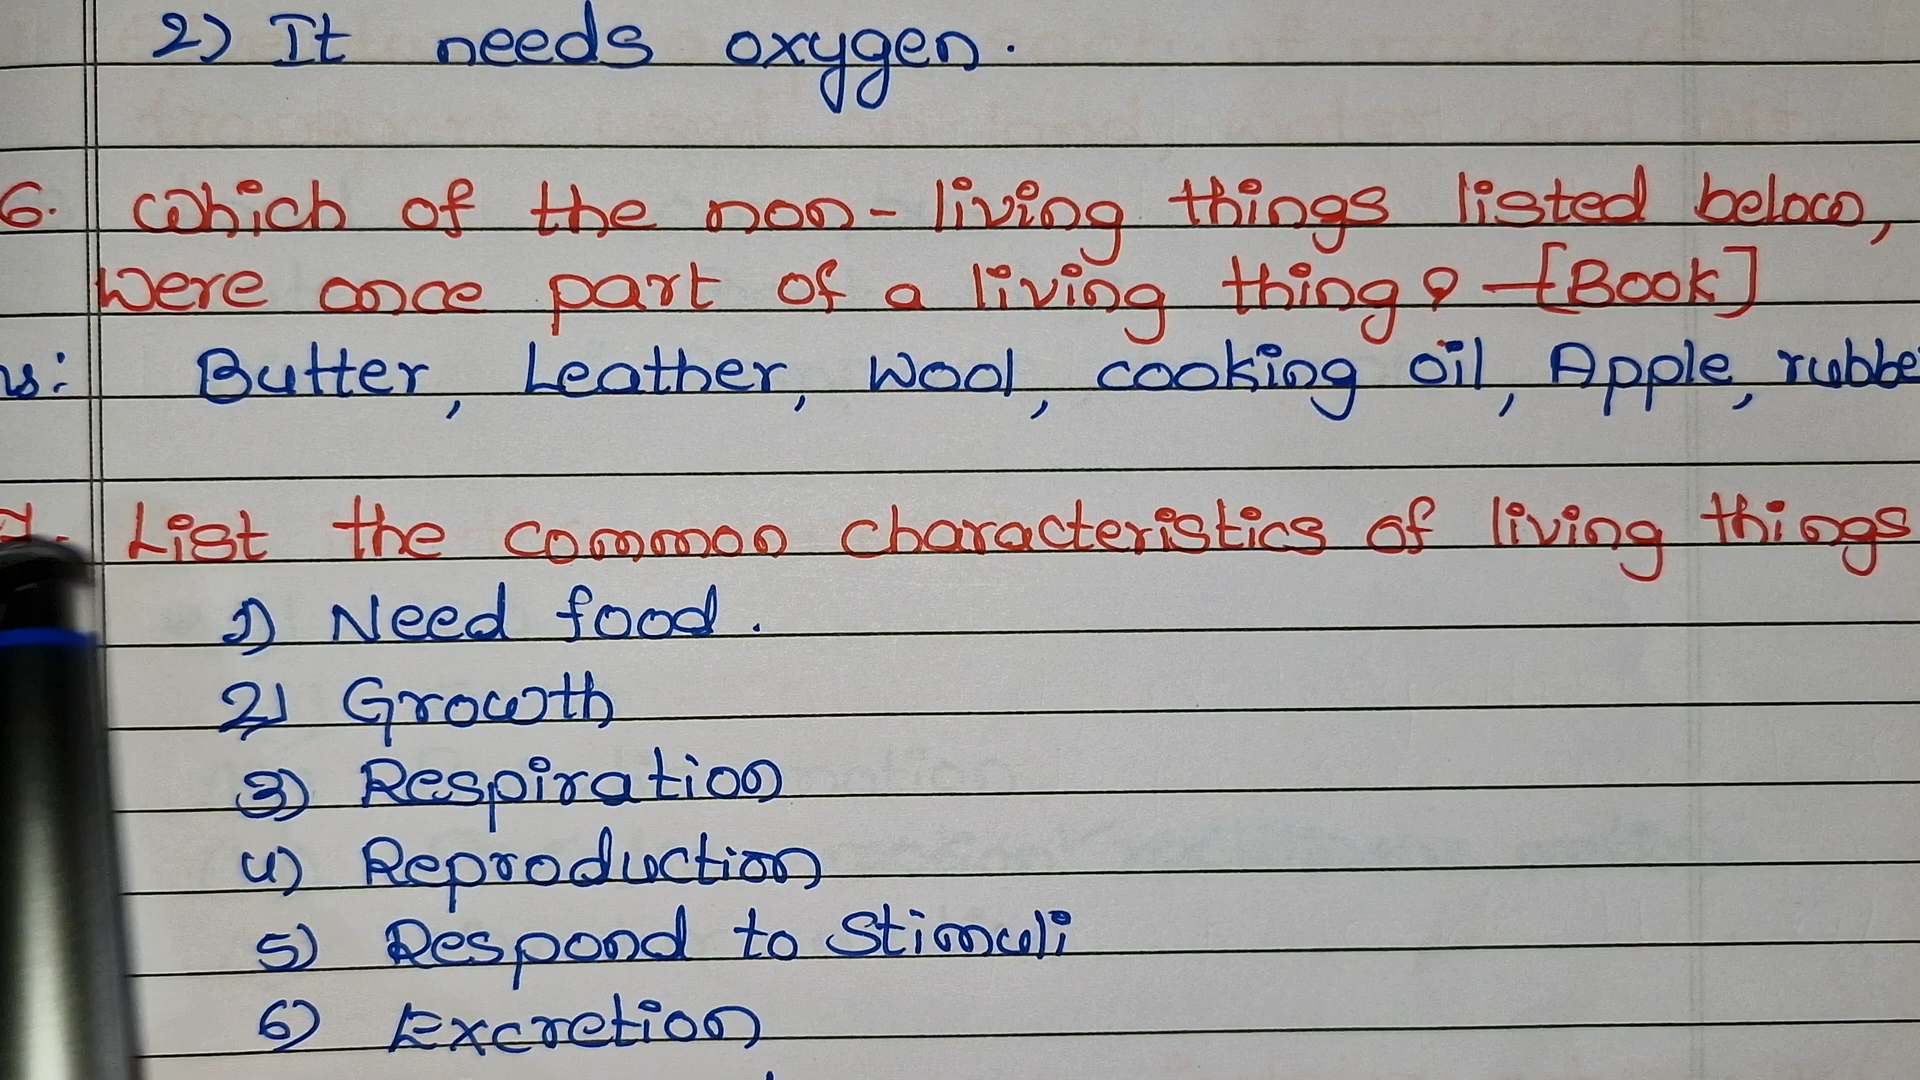 2) It needs oxygen.
6. Which of the non-living things listed below,
were once part of a living thing? - [Book]
Butter, Leather, wool, cooking oil, Apple, rubbe
List the common characteristics of living things
1) Need food.
2) Growth
3) Respiration
4) Reproduction
5) Respond to stimuli
6) Excretion